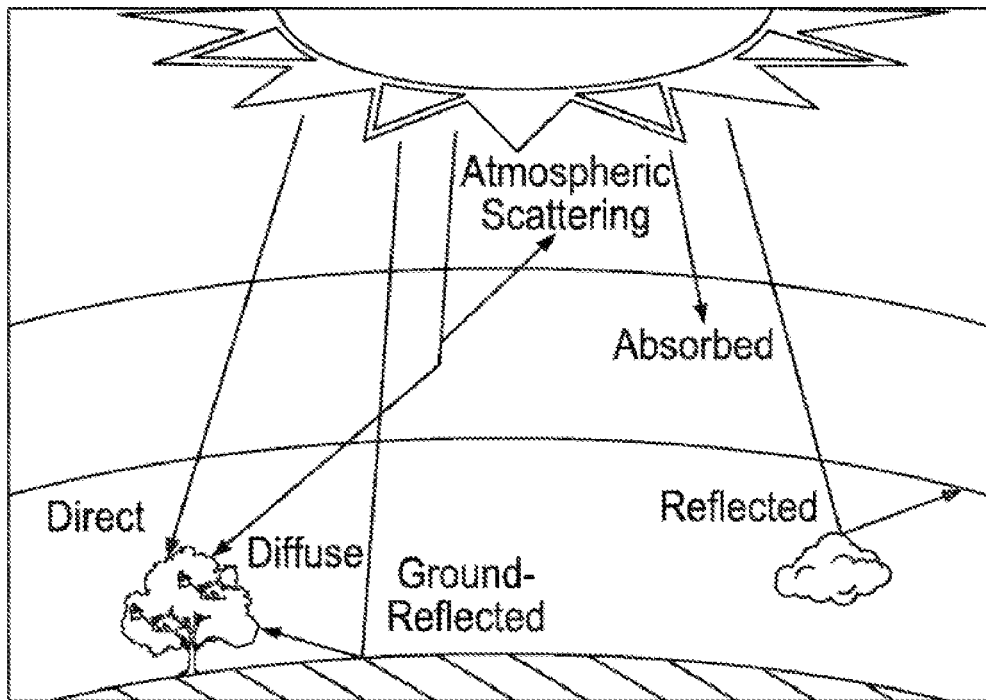 Atmospheric
Scattering
Absorbed
Direct
Reflected
Diffuse
Ground-
Reflected